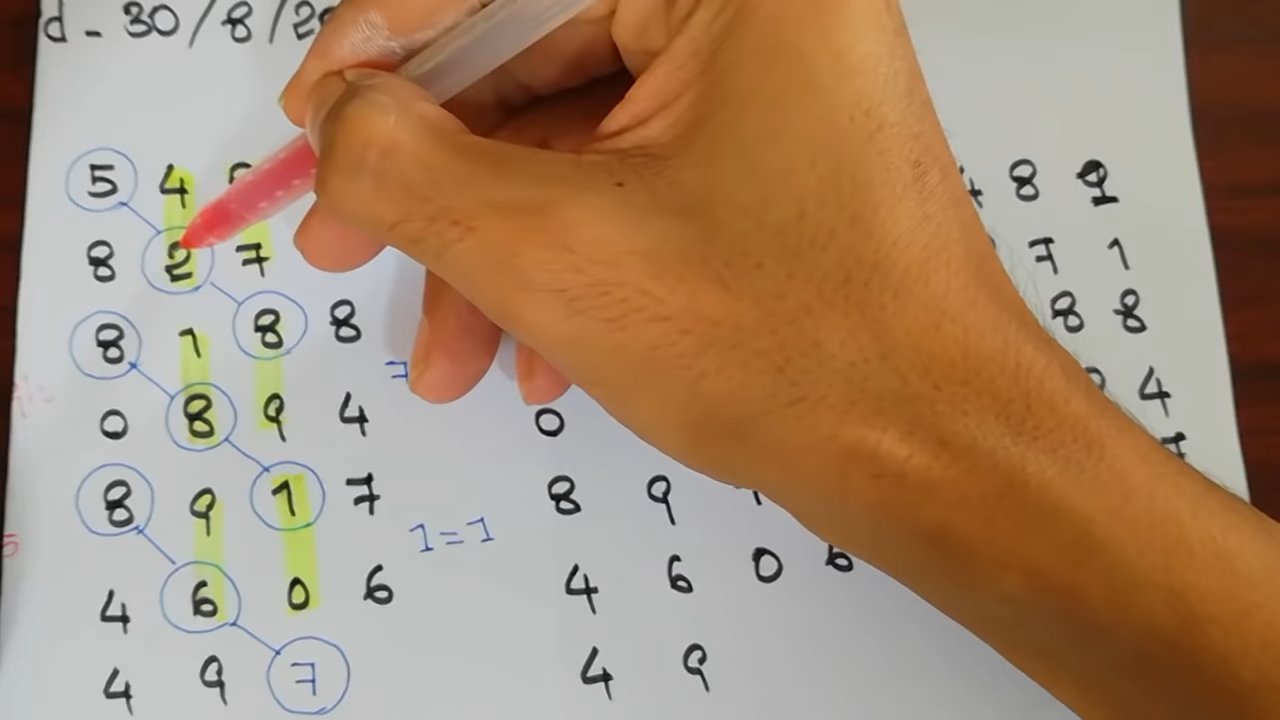 d - 30/8/2
5 4 8 9
8 2 7 7 1
8 1 8 8 8 8
0 8 9 4 0 4
8 9 1 7 8 9
1=1
4 6 0 6 4 6 0 6
4 9 7 4 9